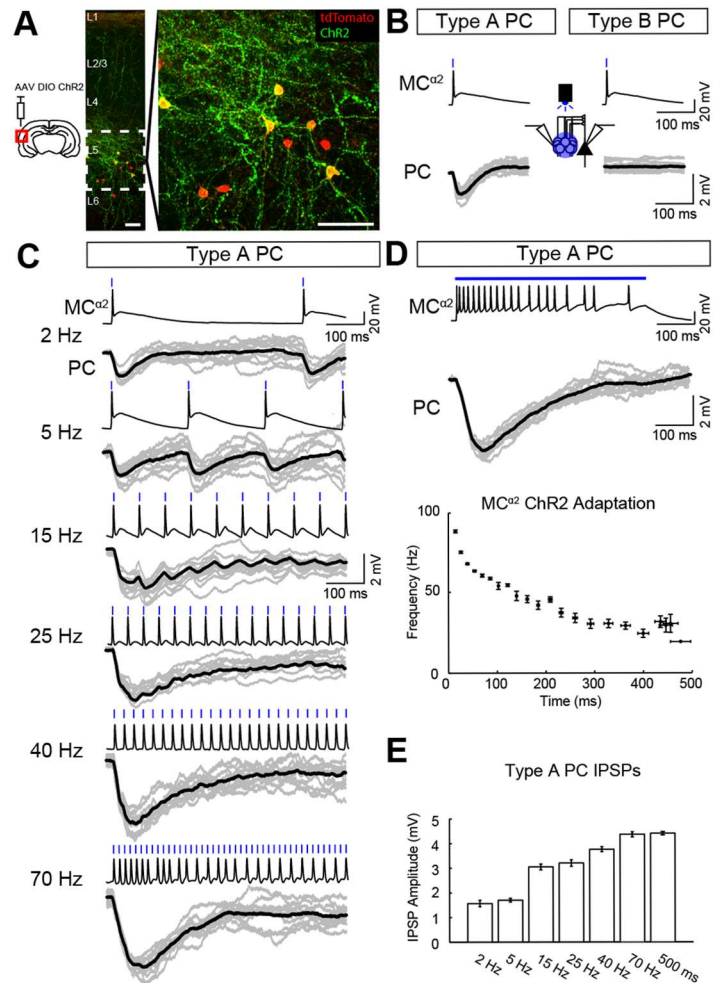 A
AAV DIO ChR2
L1
L2/3
L4
L5
L6
tdTomato
ChR2
B
Type A PC
Type B PC
MCα2
100 ms
20 mV
PC
100 ms
2 mV
C
Type A PC
MCα2
100 ms
20 mV
2 Hz
PC
5 Hz
15 Hz
100 ms
2 mV
25 Hz
40 Hz
70 Hz
D
Type A PC
MCα2
100 ms
20 mV
PC
100 ms
2 mV
MCα2 ChR2 Adaptation
Frequency (Hz)
100
50
0
0 100 200 300 400 500
Time (ms)
E
Type A PC IPSPs
IPSP Amplitude (mV)
5
4
3
2
1
0
2 Hz
5 Hz
15 Hz
25 Hz
40 Hz
70 Hz
500 ms